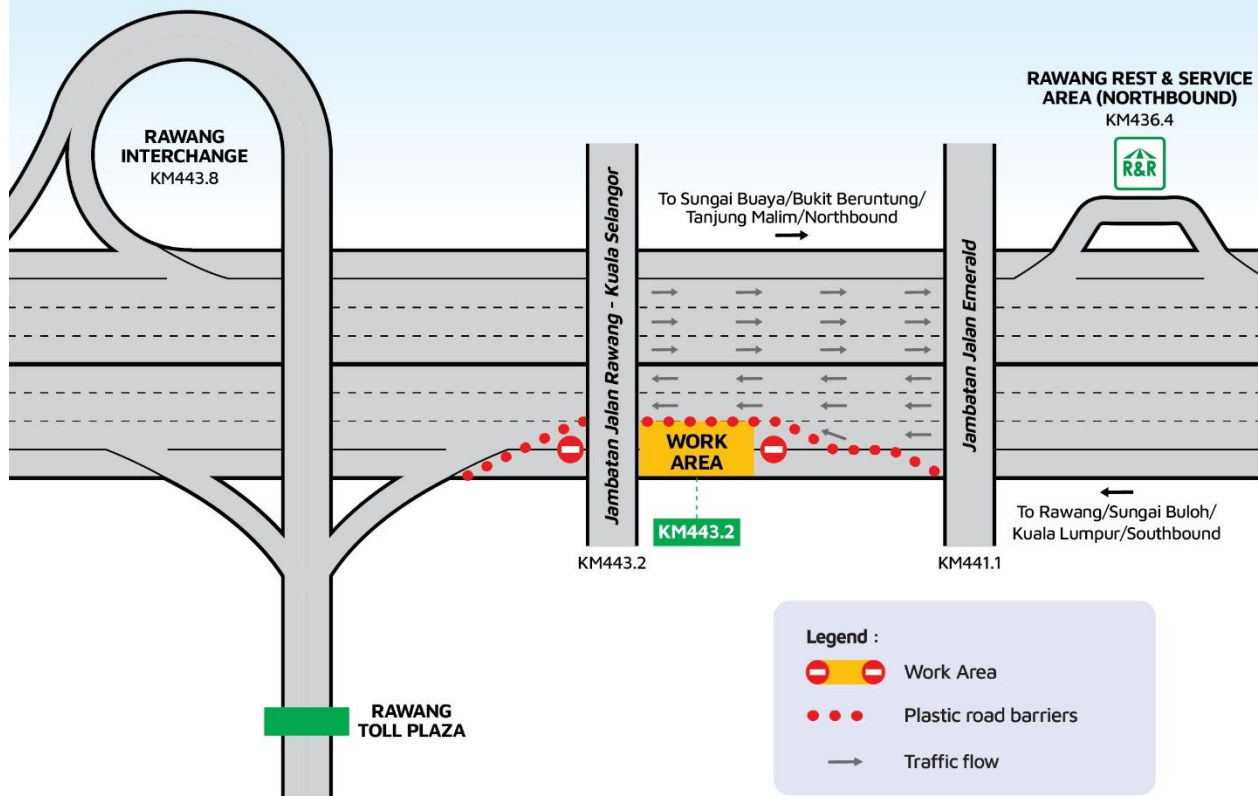 RAWANG REST & SERVICE
AREA (NORTHBOUND)
KM436.4
R&R
RAWANG
INTERCHANGE
KM443.8
To Sungai Buaya/Bukit Beruntung/
Tanjung Malim/Northbound
Jambatan Jalan Rawang - Kuala Selangor
Jambatan Jalan Emerald
WORK
AREA
KM443.2
To Rawang/Sungai Buloh/
Kuala Lumpur/Southbound
KM443.2
KM441.1
Legend :
Work Area
Plastic road barriers
Traffic flow
RAWANG
TOLL PLAZA